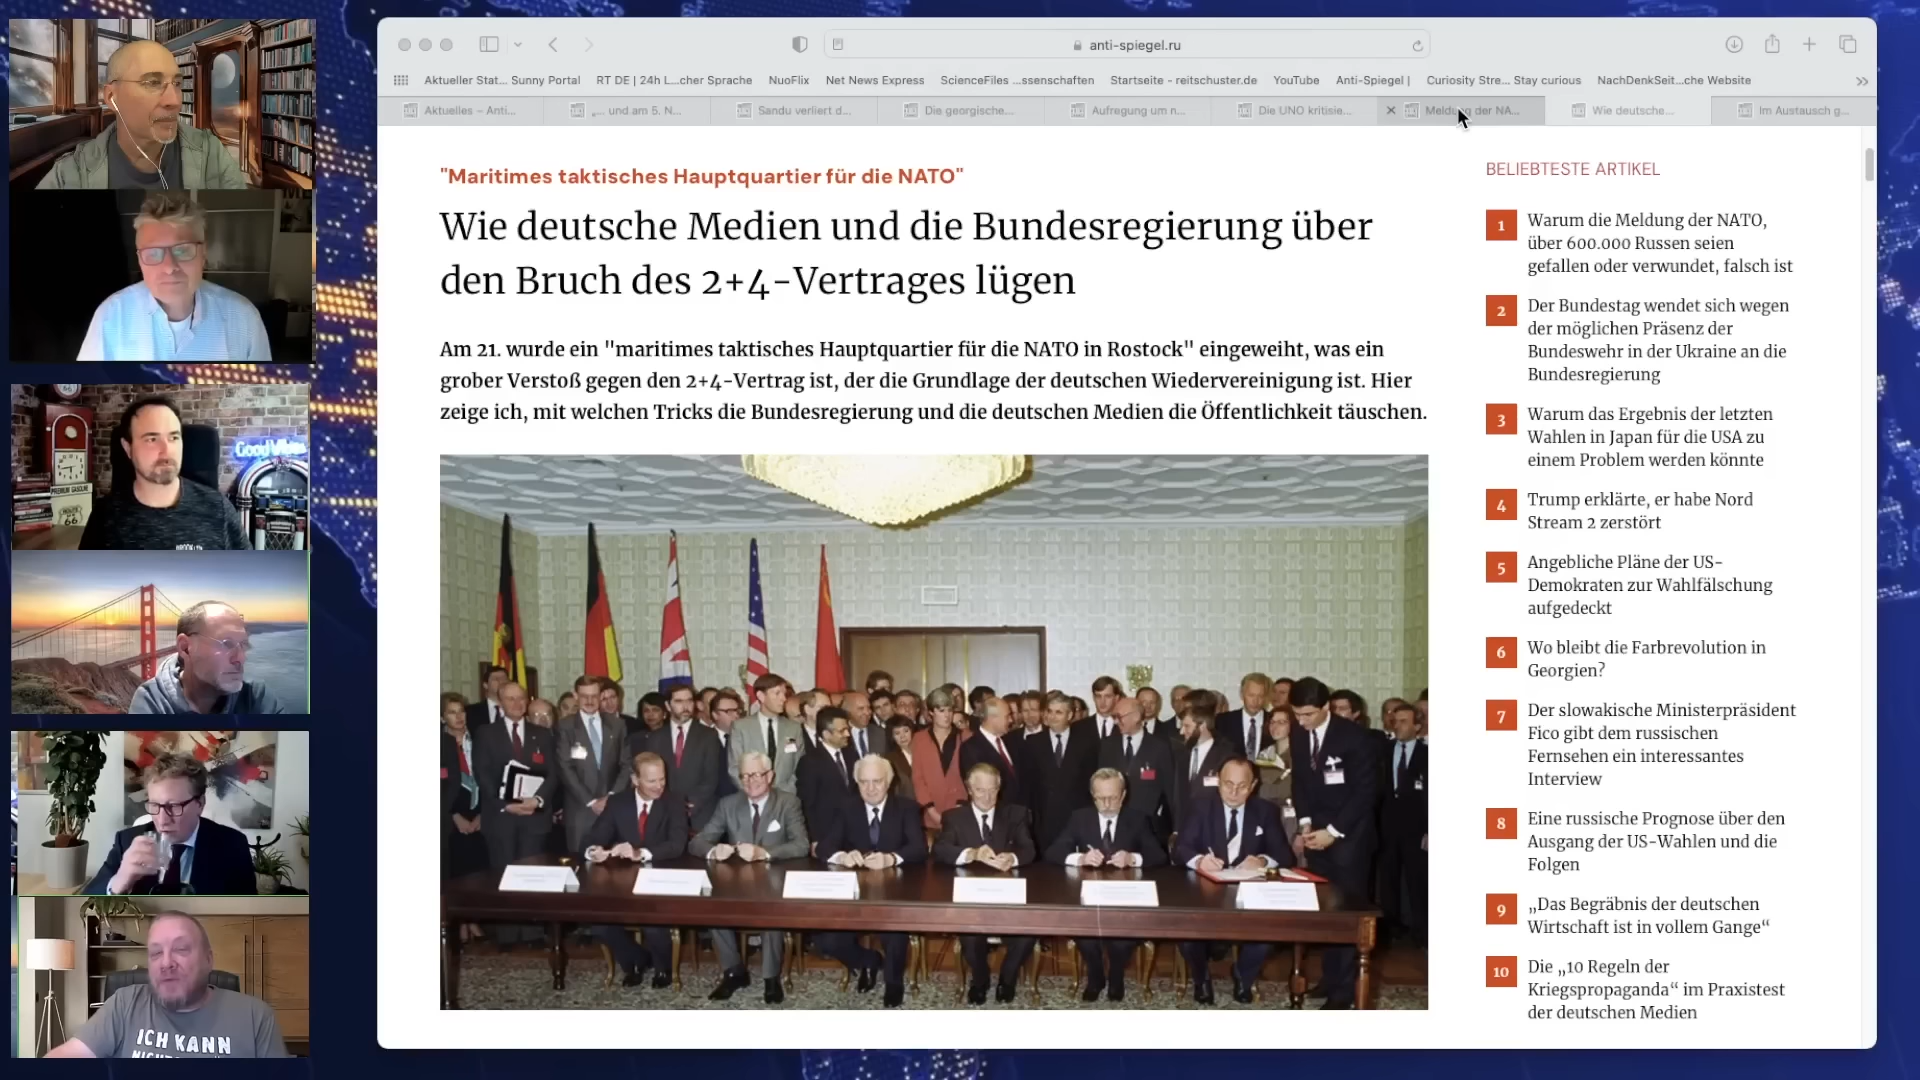 anti-spiegel.ru
Aktueller Stat... Sunny Portal
RT DE | 24h L...cher Sprache
NuoFlix
Net News Express
ScienceFiles ...ssenschaften
Startseite - reitschuster.de
YouTube
Anti-Spiegel |
Curiosity Stre... Stay curious
NachDenkSeit...che Website
Aktuelles – Anti...
„... und am 5. N...
Sandu verliert d...
Die georgische...
Aufregung um n...
Die UNO kritisie...
Meldung der NA...
Wie deutsche...
Im Austausch g...
"Maritimes taktisches Hauptquartier für die NATO"
Wie deutsche Medien und die Bundesregierung über
den Bruch des 2+4-Vertrages lügen
Am 21. wurde ein "maritimes taktisches Hauptquartier für die NATO in Rostock" eingeweiht, was ein
grober Verstoß gegen den 2+4-Vertrag ist, der die Grundlage der deutschen Wiedervereinigung ist. Hier
zeige ich, mit welchen Tricks die Bundesregierung und die deutschen Medien die Öffentlichkeit täuschen.
BELIEBTESTE ARTIKEL
1 Warum die Meldung der NATO,
über 600.000 Russen seien
gefallen oder verwundet, falsch ist
2 Der Bundestag wendet sich wegen
der möglichen Präsenz der
Bundeswehr in der Ukraine an die
Bundesregierung
3 Warum das Ergebnis der letzten
Wahlen in Japan für die USA zu
einem Problem werden könnte
4 Trump erklärte, er habe Nord
Stream 2 zerstört
5 Angebliche Pläne der US-
Demokraten zur Wahlfälschung
aufgedeckt
6 Wo bleibt die Farbrevolution in
Georgien?
7 Der slowakische Ministerpräsident
Fico gibt dem russischen
Fernsehen ein interessantes
Interview
8 Eine russische Prognose über den
Ausgang der US-Wahlen und die
Folgen
9 „Das Begräbnis der deutschen
Wirtschaft ist in vollem Gange“
10 Die „10 Regeln der
Kriegspropaganda“ im Praxistest
der deutschen Medien
PREMIUM GASOLINE
ROUTE
66
Good Vibes
BROOKLYN
ICH KANN